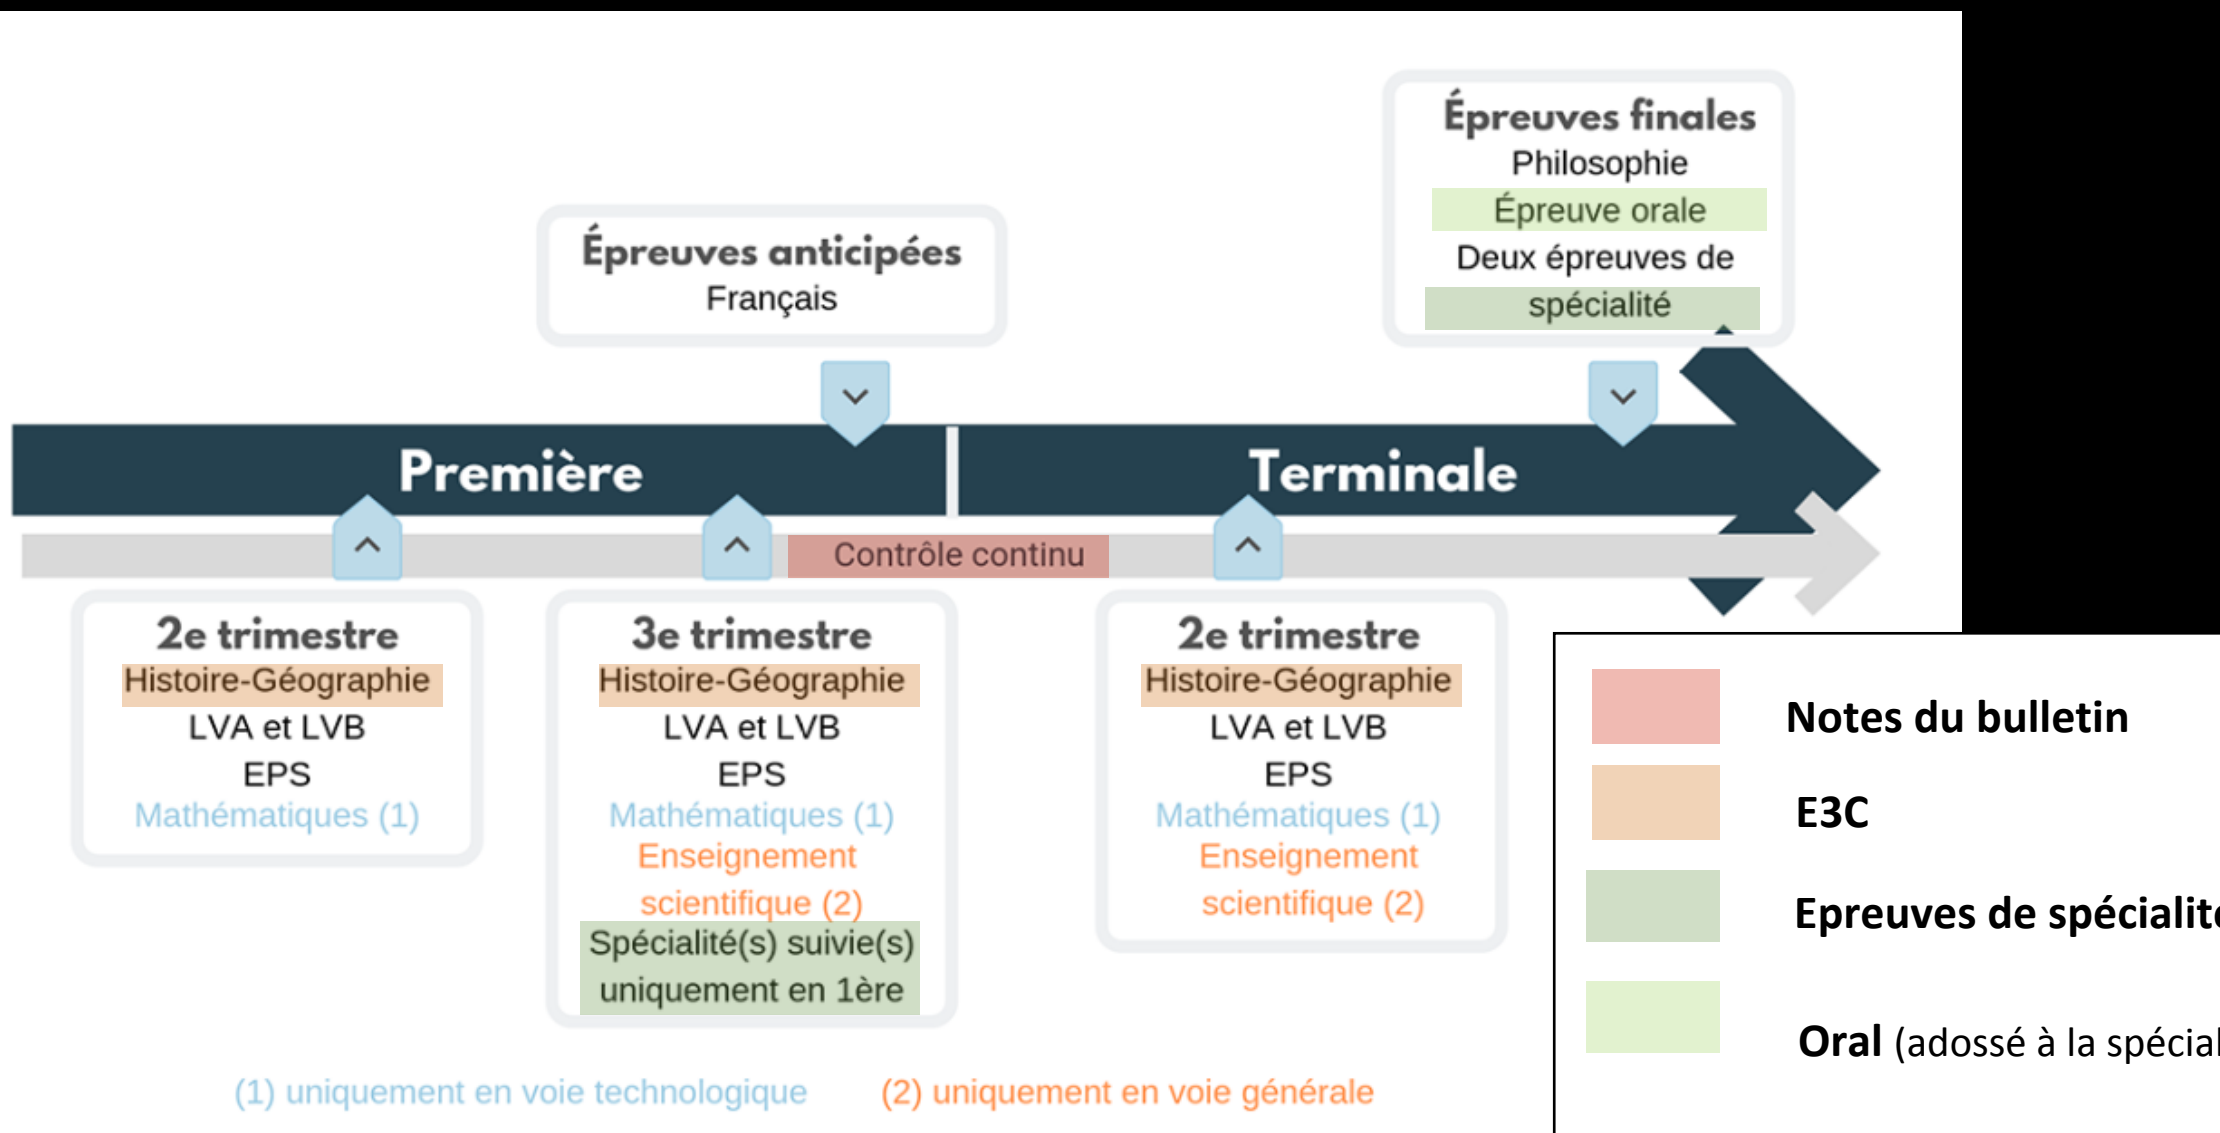 Épreuves finales
Philosophie
Épreuve orale
Deux épreuves de
spécialité
Épreuves anticipées
Français
Première
Terminale
Contrôle continu
2e trimestre
Histoire-Géographie
LVA et LVB
EPS
Mathématiques (1)
3e trimestre
Histoire-Géographie
LVA et LVB
EPS
Mathématiques (1)
Enseignement
scientifique (2)
Spécialité(s) suivie(s)
uniquement en 1ère
2e trimestre
Histoire-Géographie
LVA et LVB
EPS
Mathématiques (1)
Enseignement
scientifique (2)
Notes du bulletin
E3C
Epreuves de spécialité
Oral (adossé à la spécial
(1) uniquement en voie technologique
(2) uniquement en voie générale